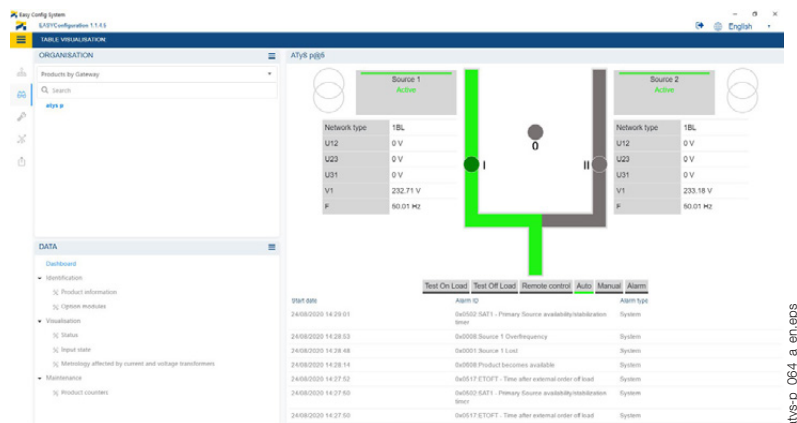 Easy Config System
EASYConfiguration 1.1.4.6
English
TABLE VISUALISATION
ORGANISATION
Products by Gateway
Search
atys p
DATA
Dashboard
Identification
Product information
Option modules
Visualisation
Status
Input state
Metrology affected by current and voltage transformers
Maintenance
Product counters
ATyS p@5
Source 1
Active
Network type 1BL
U12 0 V
U23 0 V
U31 0 V
V1 232.71 V
F 50.01 Hz
I
0
II
Source 2
Active
Network type 1BL
U12 0 V
U23 0 V
U31 0 V
V1 233.18 V
F 50.01 Hz
Test On Load Test Off Load Remote control Auto Manual Alarm
Start date Alarm ID Alarm type
24/08/2020 14:29:01 0x0502:SAT1 - Primary Source availability/stabilization timer System
24/08/2020 14:28:53 0x0008:Source 1 Overfrequency System
24/08/2020 14:28:48 0x0001:Source 1 Lost System
24/08/2020 14:28:14 0x0608:Product becomes available System
24/08/2020 14:27:52 0x0517:ETOFT - Time after external order off load System
24/08/2020 14:27:50 0x0502:SAT1 - Primary Source availability/stabilization timer System
24/08/2020 14:27:50 0x0517:ETOFT - Time after external order off load System
atys-p_064_a_en.eps